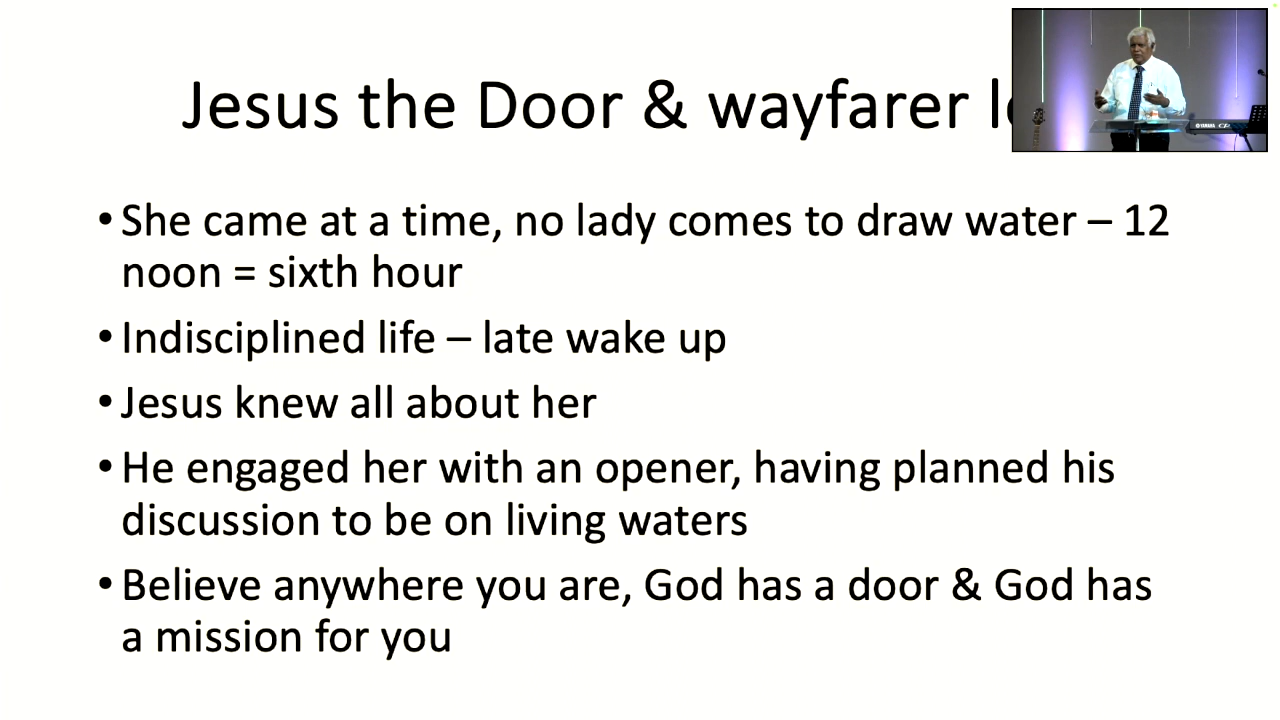 Jesus the Door & wayfarer
• She came at a time, no lady comes to draw water – 12
noon = sixth hour
• Indisciplined life – late wake up
• Jesus knew all about her
• He engaged her with an opener, having planned his
discussion to be on living waters
• Believe anywhere you are, God has a door & God has
a mission for you
YAMAHA CP